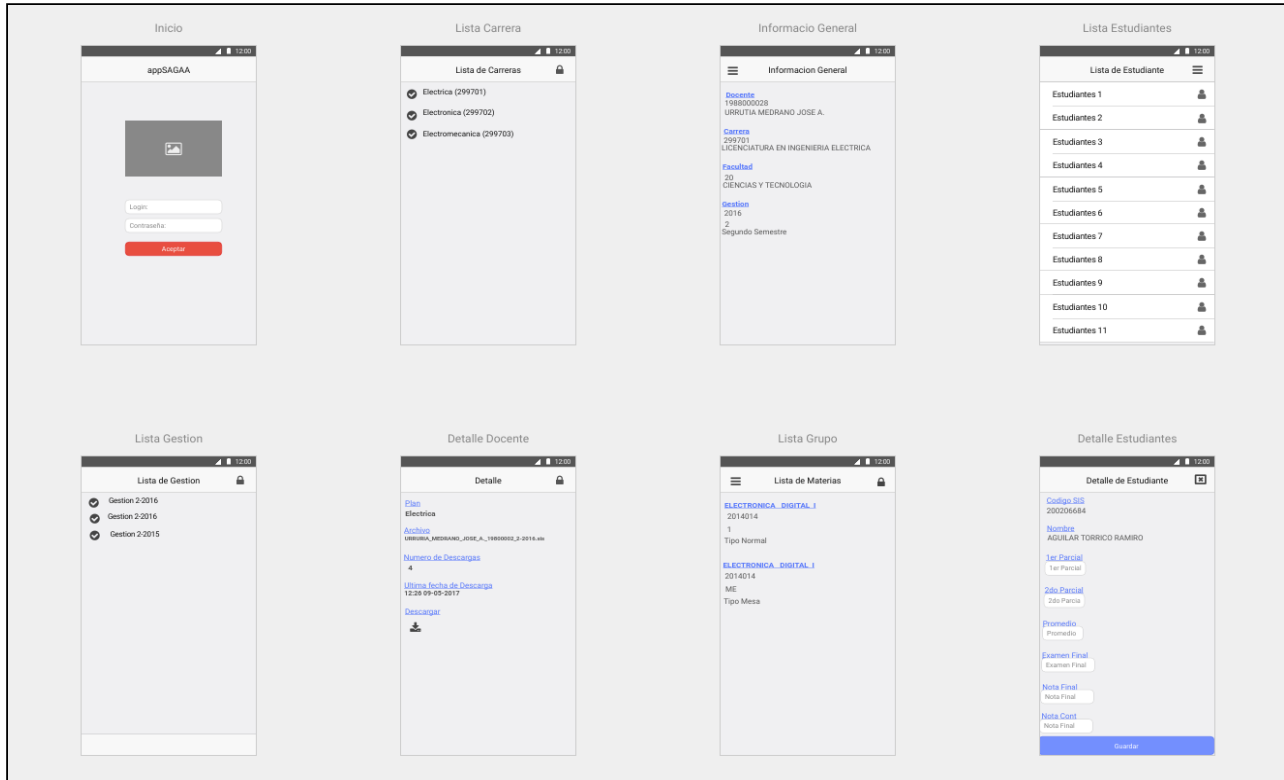 Inicio
12:00
appSAGAA
Login:
Contraseña:
Aceptar
Lista Carrera
12:00
Lista de Carreras
Electrica (299701)
Electronica (299702)
Electromecanica (299703)
Informacio General
12:00
Informacion General
Docente
1988000028
URRUTIA MEDRANO JOSE A.
Carrera
299701
LICENCIATURA EN INGENIERIA ELECTRICA
Facultad
20
CIENCIAS Y TECNOLOGIA
Gestion
2016
2
Segundo Semestre
Lista Estudiantes
12:00
Lista de Estudiante
Estudiantes 1
Estudiantes 2
Estudiantes 3
Estudiantes 4
Estudiantes 5
Estudiantes 6
Estudiantes 7
Estudiantes 8
Estudiantes 9
Estudiantes 10
Estudiantes 11
Lista Gestion
12:00
Lista de Gestion
Gestion 2-2016
Gestion 2-2016
Gestion 2-2015
Detalle Docente
12:00
Detalle
Plan
Electrica
Archivo
Numero de Descargas
4
Ultima fecha de Descarga
12:26 09-05-2017
Descargar
Lista Grupo
12:00
Lista de Materias
ELECTRONICA DIGITAL I
2014014
1
Tipo Normal
ELECTRONICA DIGITAL I
2014014
ME
Tipo Mesa
Detalle Estudiantes
12:00
Detalle de Estudiante
Codigo SIS
200206684
Nombre
AGUILAR TORRICO RAMIRO
1er Parcial
1er Parcial
2do Parcial
2do Parcia
Promedio
Promedio
Examen Final
Examen Final
Nota Final
Nota Final
Nota Cont
Nota Final
Guardar